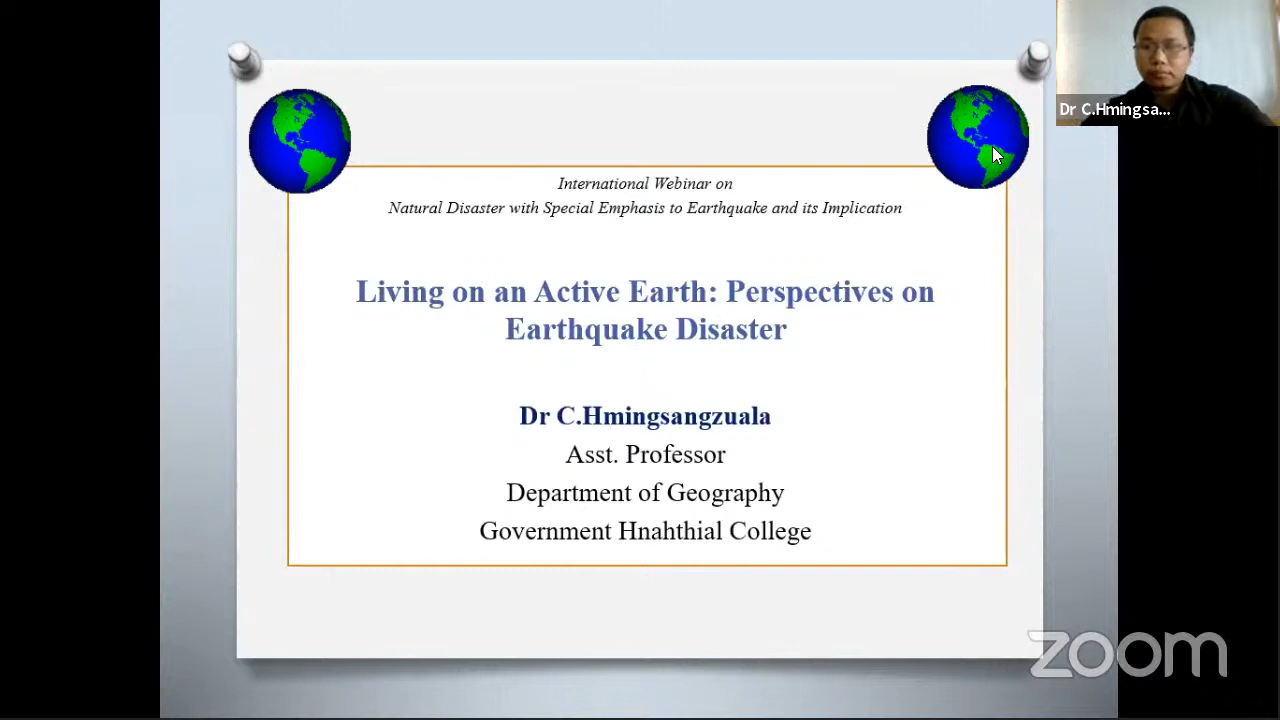 Dr C.Hmingsa...
International Webinar on
Natural Disaster with Special Emphasis to Earthquake and its Implication
Living on an Active Earth: Perspectives on
Earthquake Disaster
Dr C.Hmingsangzuala
Asst. Professor
Department of Geography
Government Hnahthial College
zoom